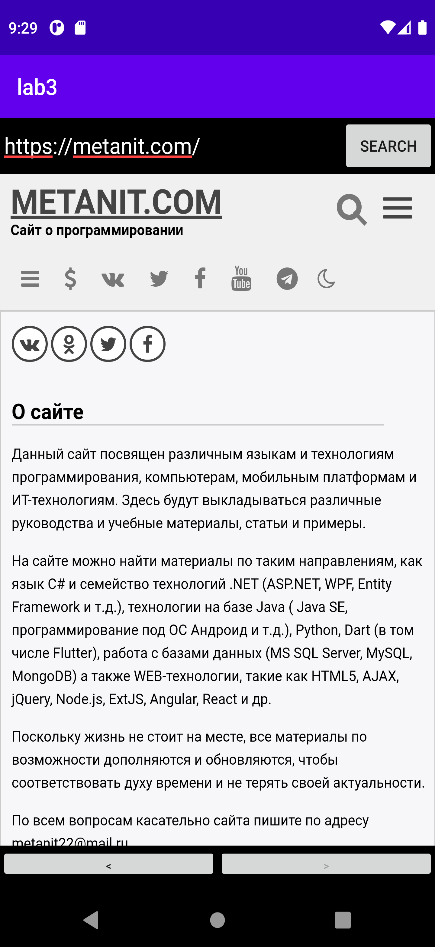 9:29
lab3
https://metanit.com/
SEARCH
METANIT.COM
Сайт о программировании
You
Tube
О сайте
Данный сайт посвящен различным языкам и технологиям
программирования, компьютерам, мобильным платформам и
ИТ-технологиям. Здесь будут выкладываться различные
руководства и учебные материалы, статьи и примеры.
На сайте можно найти материалы по таким направлениям, как
язык C# и семейство технологий .NET (ASP.NET, WPF, Entity
Framework и т.д.), технологии на базе Java ( Java SE,
программирование под ОС Андроид и т.д.), Python, Dart (в том
числе Flutter), работа с базами данных (MS SQL Server, MySQL,
MongoDB) а также WEB-технологии, такие как HTML5, AJAX,
jQuery, Node.js, ExtJS, Angular, React и др.
Поскольку жизнь не стоит на месте, все материалы по
возможности дополняются и обновляются, чтобы
соответствовать духу времени и не терять своей актуальности.
По всем вопросам касательно сайта пишите по адресу
metanit22@mail.ru
< >